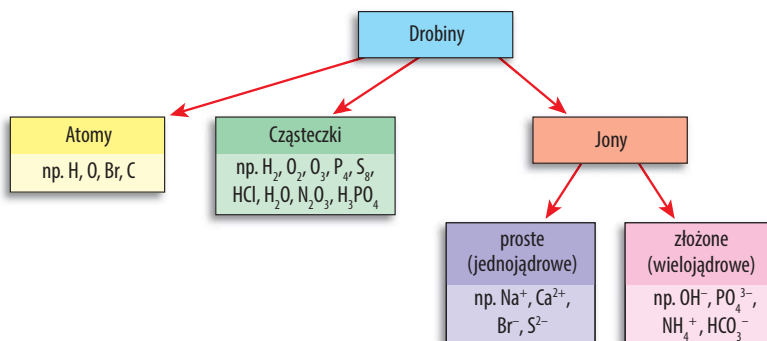 Drobiny
Atomy
np. H, O, Br, C
Cząsteczki
np. H₂, O₂, O₃, P₄, S₈,
HCl, H₂O, N₂O₃, H₃PO₄
Jony
proste
(jednojądrowe)
np. Na⁺, Ca²⁺,
Br⁻, S²⁻
złożone
(wielojądrowe)
np. OH⁻, PO₄³⁻,
NH₄⁺, HCO₃⁻